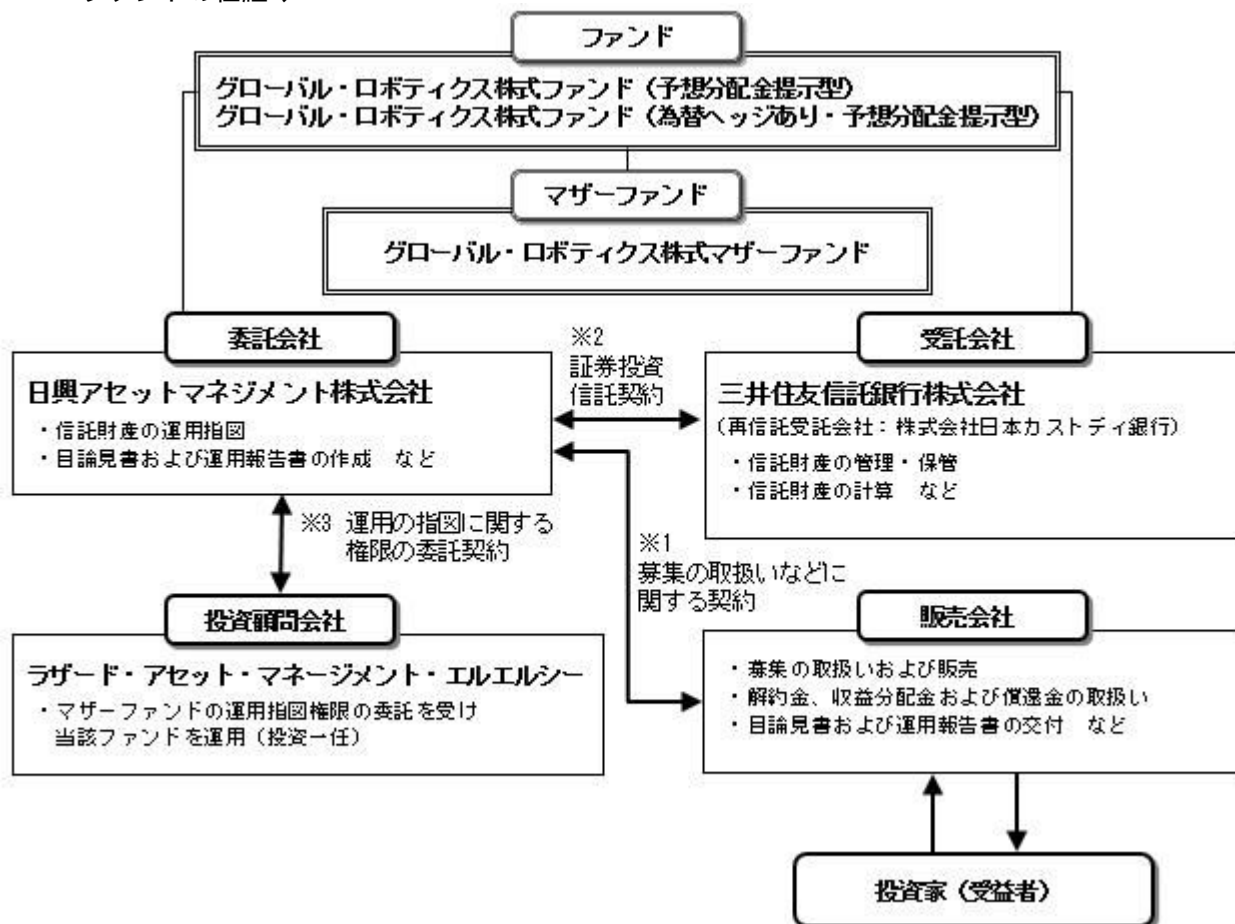 ファンド
グローバル・ロボティクス株式ファンド（予想分配金提示型）
グローバル・ロボティクス株式ファンド（為替ヘッジあり・予想分配金提示型）
マザーファンド
グローバル・ロボティクス株式マザーファンド
委託会社
日興アセットマネジメント株式会社
・信託財産の運用指図
・目論見書および運用報告書の作成　など
※2
証券投資
信託契約
受託会社
三井住友信託銀行株式会社
（再信託受託会社：株式会社日本カストディ銀行）
・信託財産の管理・保管
・信託財産の計算　など
※3 運用の指図に関する
権限の委託契約
※1
募集の取扱いなどに
関する契約
投資顧問会社
ラザード・アセット・マネージメント・エルエルシー
・マザーファンドの運用指図権限の委託を受け
当該ファンドを運用（投資一任）
販売会社
・募集の取扱いおよび販売
・解約金、収益分配金および償還金の取扱い
・目論見書および運用報告書の交付　など
投資家（受益者）